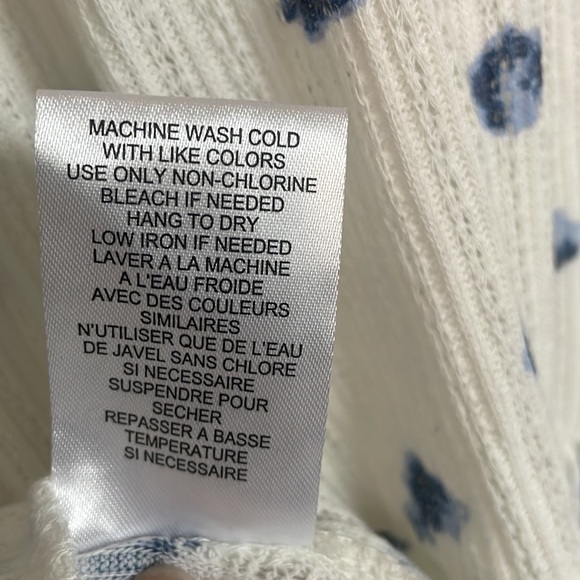 MACHINE WASH COLD
WITH LIKE COLORS
USE ONLY NON-CHLORINE
BLEACH IF NEEDED
HANG TO DRY
LOW IRON IF NEEDED
LAVER A LA MACHINE
A L'EAU FROIDE
AVEC DES COULEURS
SIMILAIRES
N'UTILISER QUE DE L'EAU
DE JAVEL SANS CHLORE
SI NECESSAIRE
SUSPENDRE POUR
SECHER
REPASSER A BASSE
TEMPERATURE
SI NECESSAIRE